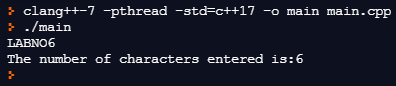 > clang++-7 -pthread -std=c++17 -o main main.cpp
> ./main
LABNO6
The number of characters entered is:6
>